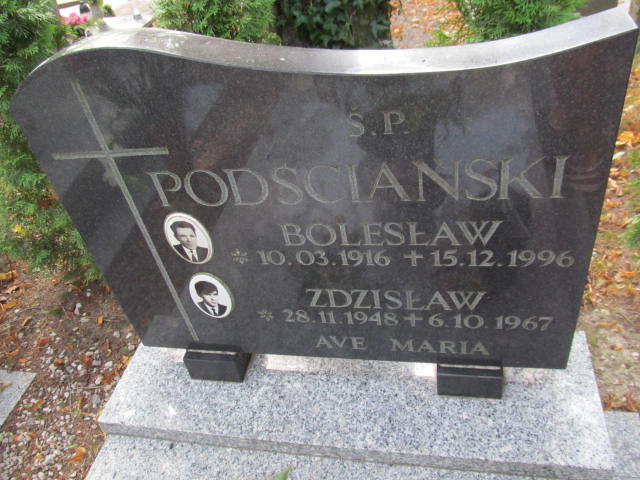 Ś.P.
PODŚCIAŃSKI
BOLESŁAW
* 10.03.1916 + 15.12.1996
ZDZISŁAW
* 28.11.1948 + 6.10.1967
AVE MARIA